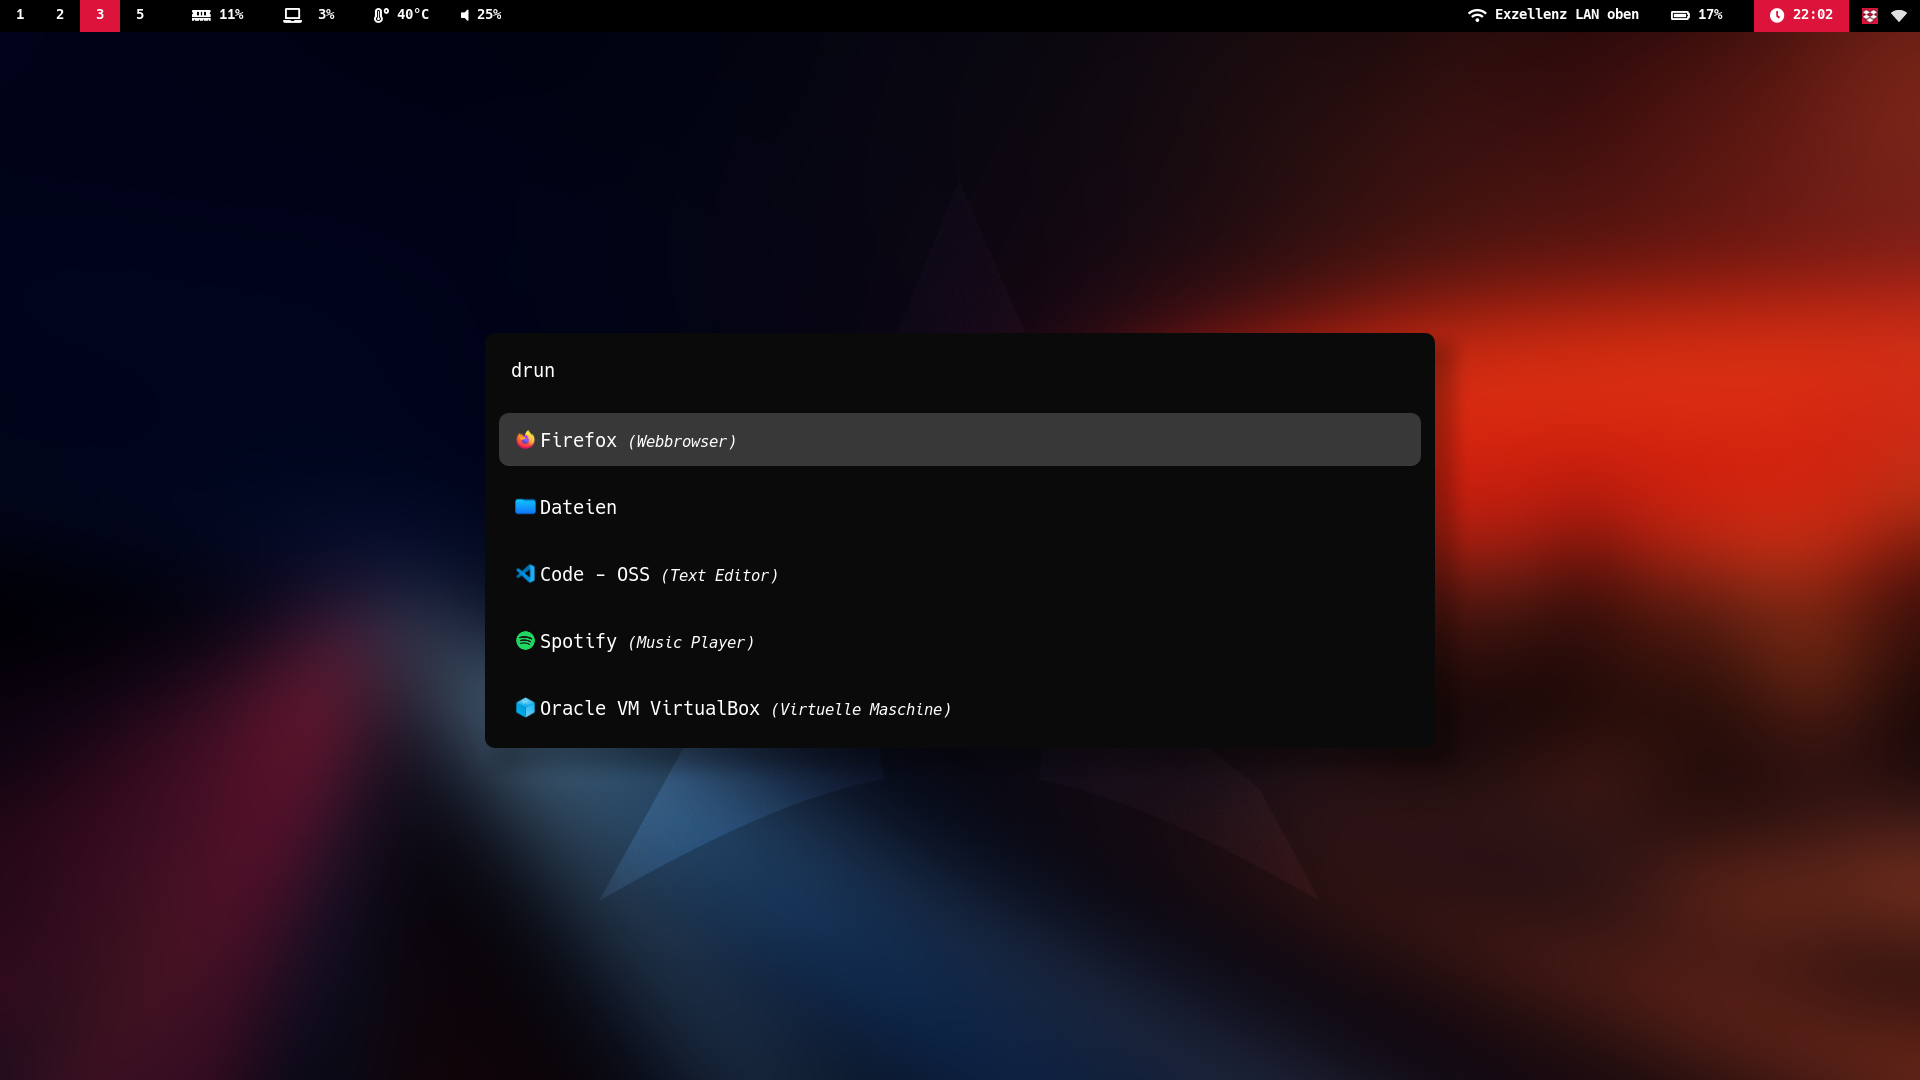 1 2 3 5 11% 3% 40°C 25% Exzellenz LAN oben 17% 22:02
drun
Firefox (Webbrowser)
Dateien
Code - OSS (Text Editor)
Spotify (Music Player)
Oracle VM VirtualBox (Virtuelle Maschine)